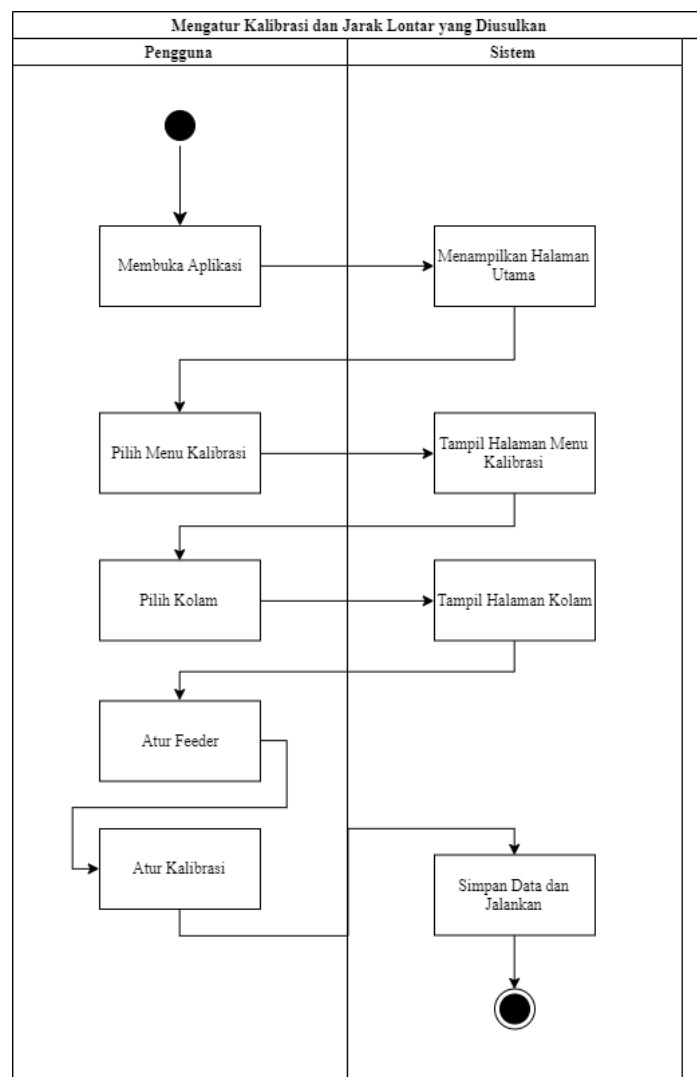 Mengatur Kalibrasi dan Jarak Lontar yang Diusulkan
Pengguna
Sistem
Membuka Aplikasi
Menampilkan Halaman
Utama
Pilih Menu Kalibrasi
Tampil Halaman Menu
Kalibrasi
Pilih Kolam
Tampil Halaman Kolam
Atur Feeder
Atur Kalibrasi
Simpan Data dan
Jalankan